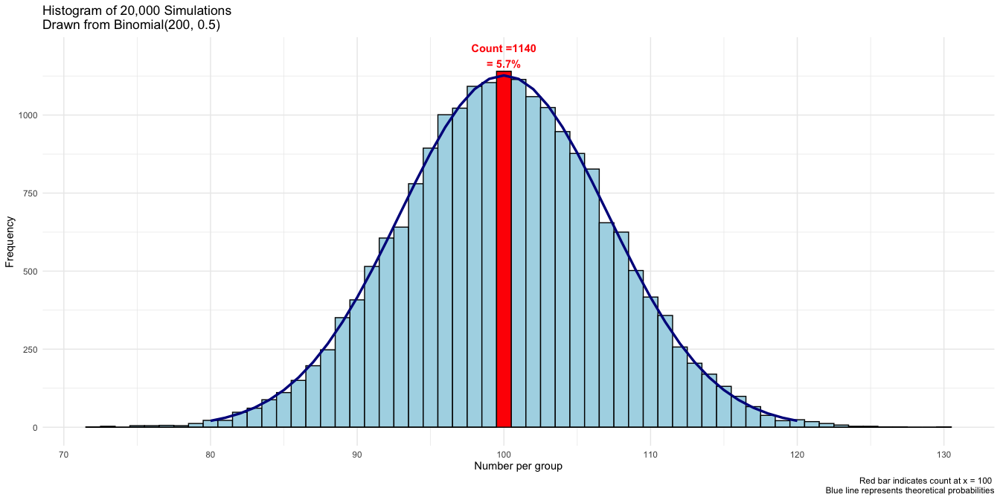 Histogram of 20,000 Simulations
Drawn from Binomial(200, 0.5)
Count =1140
= 5.7%
Frequency
1000
750
500
250
0
70 80 90 100 110 120 130
Number per group
Red bar indicates count at x = 100
Blue line represents theoretical probabilities